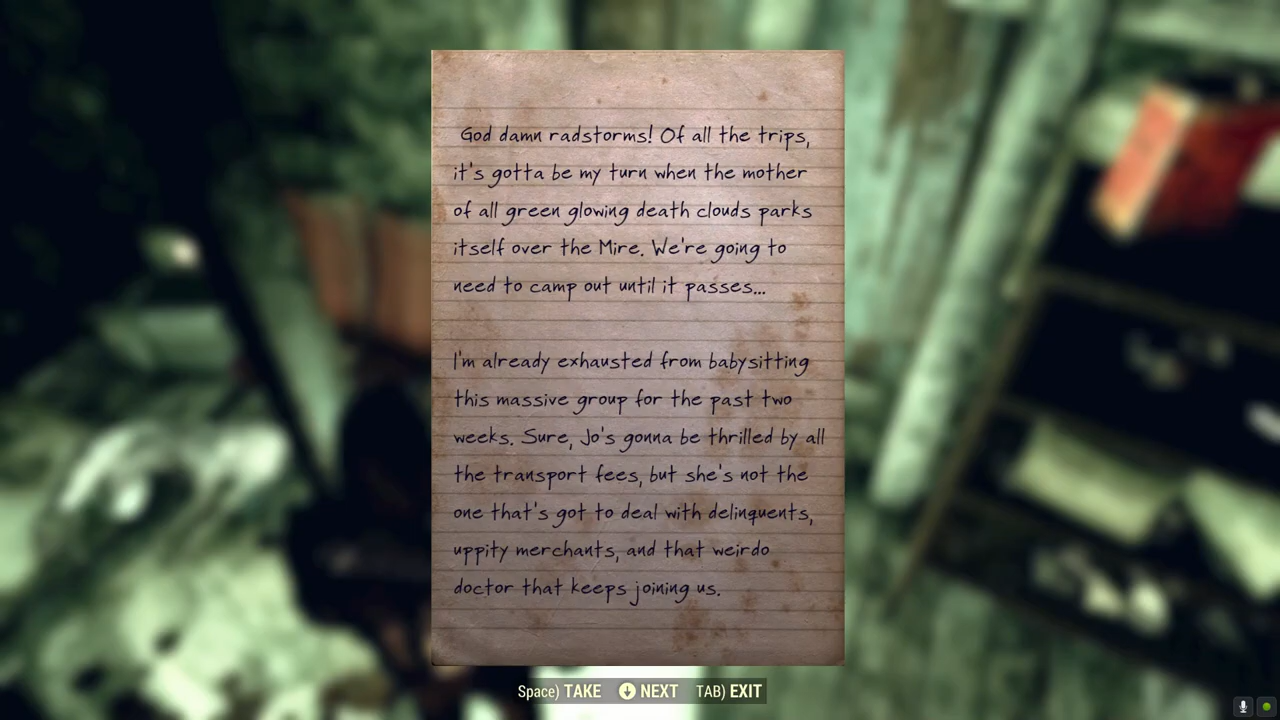 God damn radstorms! Of all the trips,
it's gotta be my turn when the mother
of all green glowing death clouds parks
itself over the Mire. We're going to
need to camp out until it passes...
I'm already exhausted from babysitting
this massive group for the past two
weeks. Sure, Jo's gonna be thrilled by all
the transport fees, but she's not the
one that's got to deal with delinquents,
uppity merchants, and that weirdo
doctor that keeps joining us.
Space) TAKE NEXT TAB) EXIT